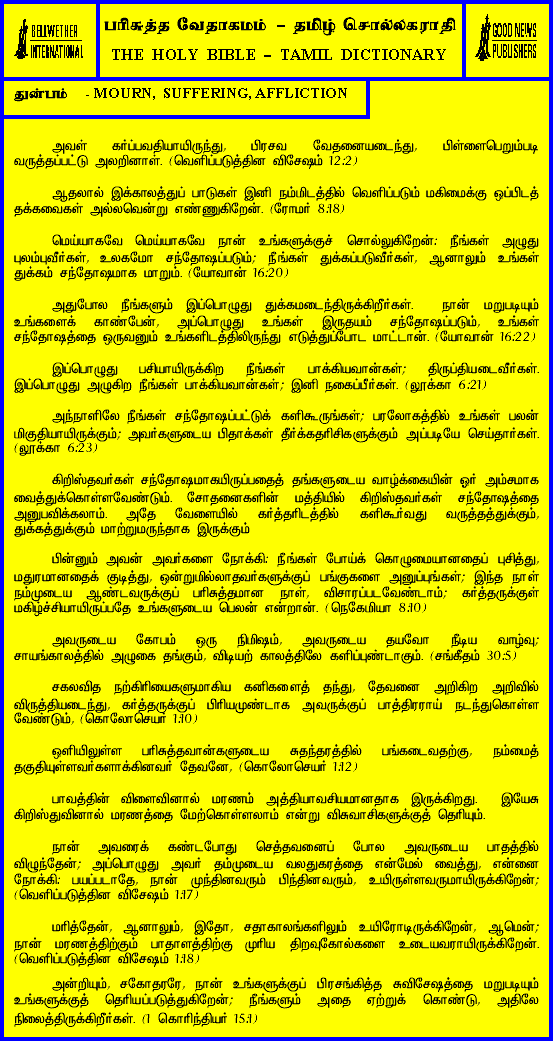 BELLWETHER
INTERNATIONAL
பரிசுத்த வேதாகமம் – தமிழ் சொல்லகராதி
THE HOLY BIBLE – TAMIL DICTIONARY
GOOD NEWS
PUBLISHERS
துன்பம் - MOURN, SUFFERING, AFFLICTION
அவள் கர்ப்பவதியாயிருந்து, பிரசவ வேதனையடைந்து, பிள்ளைபெறும்படி
வருத்தப்பட்டு அலறினாள். (வெளிப்படுத்தின விசேஷம் 12:2)
ஆதலால் இக்காலத்துப் பாடுகள் இனி நம்மிடத்தில் வெளிப்படும் மகிமைக்கு ஒப்பிடத்
தக்கவைகள் அல்லவென்று எண்ணுகிறேன். (ரோமர் 8:18)
மெய்யாகவே மெய்யாகவே நான் உங்களுக்குச் சொல்லுகிறேன்: நீங்கள் அழுது
புலம்புவீர்கள், உலகமோ சந்தோஷப்படும்; நீங்கள் துக்கப்படுவீர்கள், ஆனாலும் உங்கள்
துக்கம் சந்தோஷமாக மாறும். (யோவான் 16:20)
அதுபோல நீங்களும் இப்பொழுது துக்கமடைந்திருக்கிறீர்கள். நான் மறுபடியும்
உங்களைக் காண்பேன், அப்பொழுது உங்கள் இருதயம் சந்தோஷப்படும், உங்கள்
சந்தோஷத்தை ஒருவனும் உங்களிடத்திலிருந்து எடுத்துப்போட மாட்டான். (யோவான் 16:22)
இப்பொழுது பசியாயிருக்கிற நீங்கள் பாக்கியவான்கள்; திருப்தியடைவீர்கள்.
இப்பொழுது அழுகிற நீங்கள் பாக்கியவான்கள்; இனி நகைப்பீர்கள். (லூக்கா 6:21)
அந்நாளிலே நீங்கள் சந்தோஷப்பட்டுக் களிகூருங்கள்; பரலோகத்தில் உங்கள் பலன்
மிகுதியாயிருக்கும்; அவர்களுடைய பிதாக்கள் தீர்க்கதரிசிகளுக்கும் அப்படியே செய்தார்கள்.
(லூக்கா 6:23)
கிறிஸ்தவர்கள் சந்தோஷமாகயிருப்பதைத் தங்களுடைய வாழ்க்கையின் ஓர் அம்சமாக
வைத்துக்கொள்ளவேண்டும். சோதனைகளின் மத்தியில் கிறிஸ்தவர்கள் சந்தோஷத்தை
அனுபவிக்கலாம். அதே வேளையில் கர்த்தரிடத்தில் களிகூர்வது வருத்தத்துக்கும்,
துக்கத்துக்கும் மாற்றுமருந்தாக இருக்கும்
பின்னும் அவன் அவர்களை நோக்கி: நீங்கள் போய்க் கொழுமையானதைப் புசித்து,
மதுரமானதைக் குடித்து, ஒன்றுமில்லாதவர்களுக்குப் பங்குகளை அனுப்புங்கள்; இந்த நாள்
நம்முடைய ஆண்டவருக்குப் பரிசுத்தமான நாள், விசாரப்படவேண்டாம்; கர்த்தருக்குள்
மகிழ்ச்சியாயிருப்பதே உங்களுடைய பெலன் என்றான். (நெகேமியா 8:10)
அவருடைய கோபம் ஒரு நிமிஷம், அவருடைய தயவோ நீடிய வாழ்வு;
சாயங்காலத்தில் அழுகை தங்கும், விடியற் காலத்திலே களிப்புண்டாகும். (சங்கீதம் 30:5)
சகலவித நற்கிரியைகளுமாகிய கனிகளைத் தந்து, தேவனை அறிகிற அறிவில்
விருத்தியடைந்து, கர்த்தருக்குப் பிரியமுண்டாக அவருக்குப் பாத்திரராய் நடந்துகொள்ள
வேண்டும், (கொலோசெயர் 1:10)
ஒளியிலுள்ள பரிசுத்தவான்களுடைய சுதந்தரத்தில் பங்கடைவதற்கு, நம்மைத்
தகுதியுள்ளவர்களாக்கினவர் தேவனே, (கொலோசெயர் 1:12)
பாவத்தின் விளைவினால் மரணம் அத்தியாவசியமானதாக இருக்கிறது. இயேசு
கிறிஸ்துவினால் மரணத்தை மேற்கொள்ளலாம் என்று விசுவாசிகளுக்குத் தெரியும்.
நான் அவரைக் கண்டபோது செத்தவனைப் போல அவருடைய பாதத்தில்
விழுந்தேன்; அப்பொழுது அவர் தம்முடைய வலதுகரத்தை என்மேல் வைத்து, என்னை
நோக்கி: பயப்படாதே, நான் முந்தினவரும் பிந்தினவரும், உயிருள்ளவருமாயிருக்கிறேன்;
(வெளிப்படுத்தின விசேஷம் 1:17)
மரித்தேன், ஆனாலும், இதோ, சதாகாலங்களிலும் உயிரோடிருக்கிறேன், ஆமென்;
நான் மரணத்திற்கும் பாதாளத்திற்கு முரிய திறவுகோல்களை உடையவராயிருக்கிறேன்.
(வெளிப்படுத்தின விசேஷம் 1:18)
அன்றியும், சகோதரரே, நான் உங்களுக்குப் பிரசங்கித்த சுவிசேஷத்தை மறுபடியும்
உங்களுக்குத் தெரியப்படுத்துகிறேன்; நீங்களும் அதை ஏற்றுக் கொண்டு, அதிலே
நிலைத்திருக்கிறீர்கள். (1 கொரிந்தியர் 15:1)